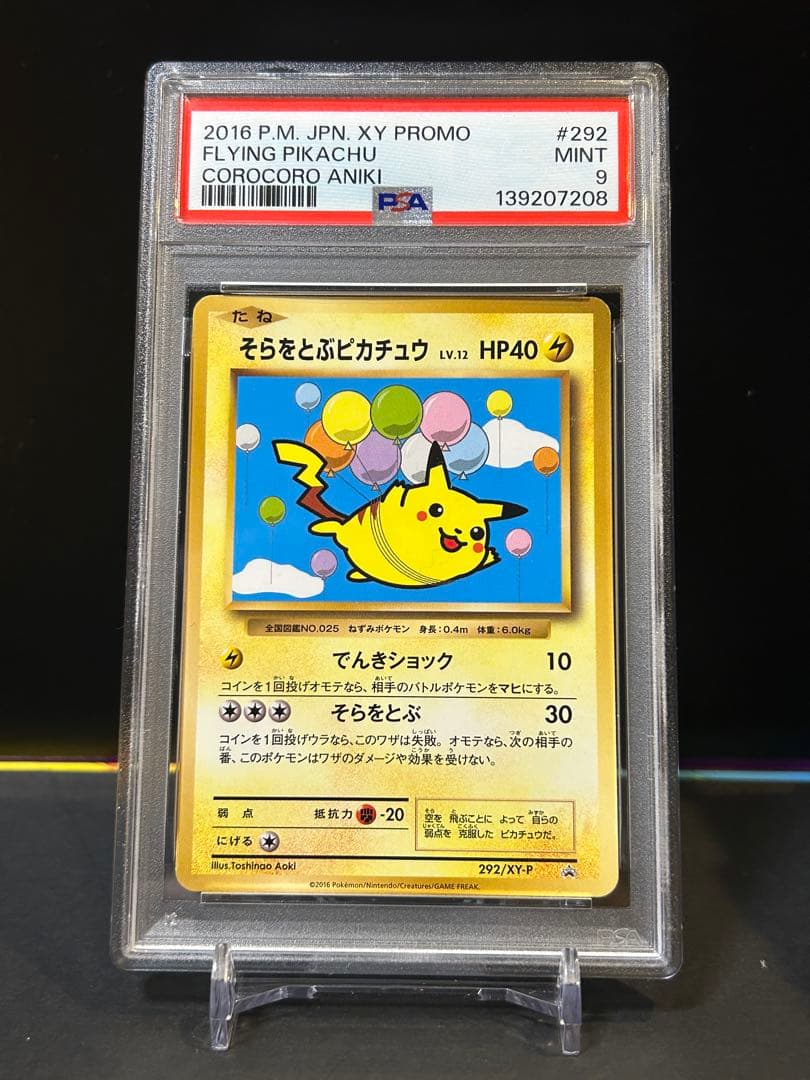 2016 P.M. JPN. XY PROMO #292
FLYING PIKACHU MINT
COROCORO ANIKI 9
PSA 139207208
たね
そらをとぶピカチュウ LV.12 HP40
全国図鑑NO.025 ねずみポケモン 身長:0.4m 体重:6.0kg
でんきショック 10
コインを1回投げオモテなら、相手のバトルポケモンをマヒにする。
そらをとぶ 30
コインを1回投げウラなら、このワザは失敗。オモテなら、次の相手の
番、このポケモンはワザのダメージや効果を受けない。
弱点 抵抗力 -20
にげる
空を 飛ぶことに よって 自らの
弱点を 克服した ピカチュウだ。
Illus.Toshinao Aoki 292/XY-P
©2016 Pokémon/Nintendo/Creatures/GAME FREAK.
PSA